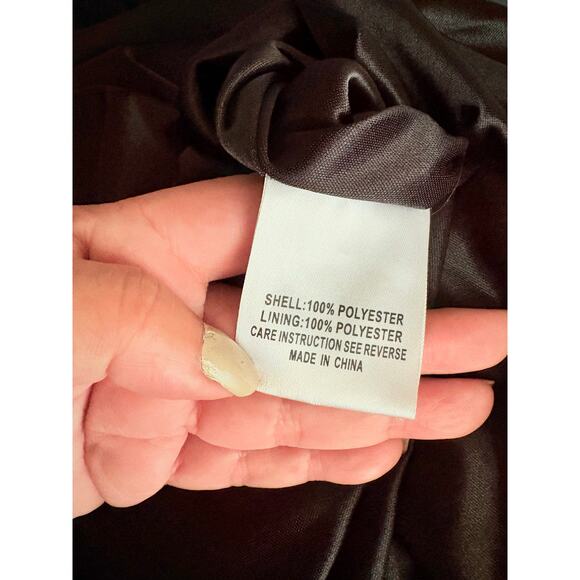 SHELL:100% POLYESTER
LINING:100% POLYESTER
CARE INSTRUCTION SEE REVERSE
MADE IN CHINA